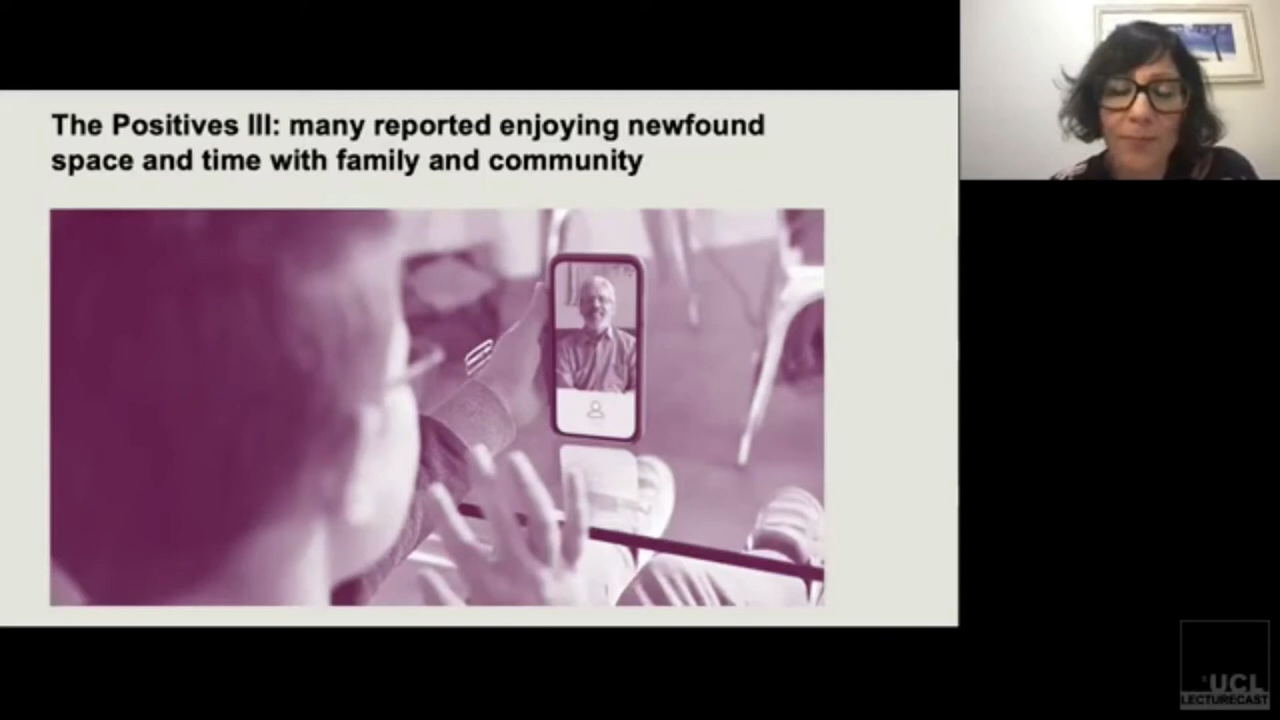 The Positives III: many reported enjoying newfound
space and time with family and community
UCL
LECTURECAST